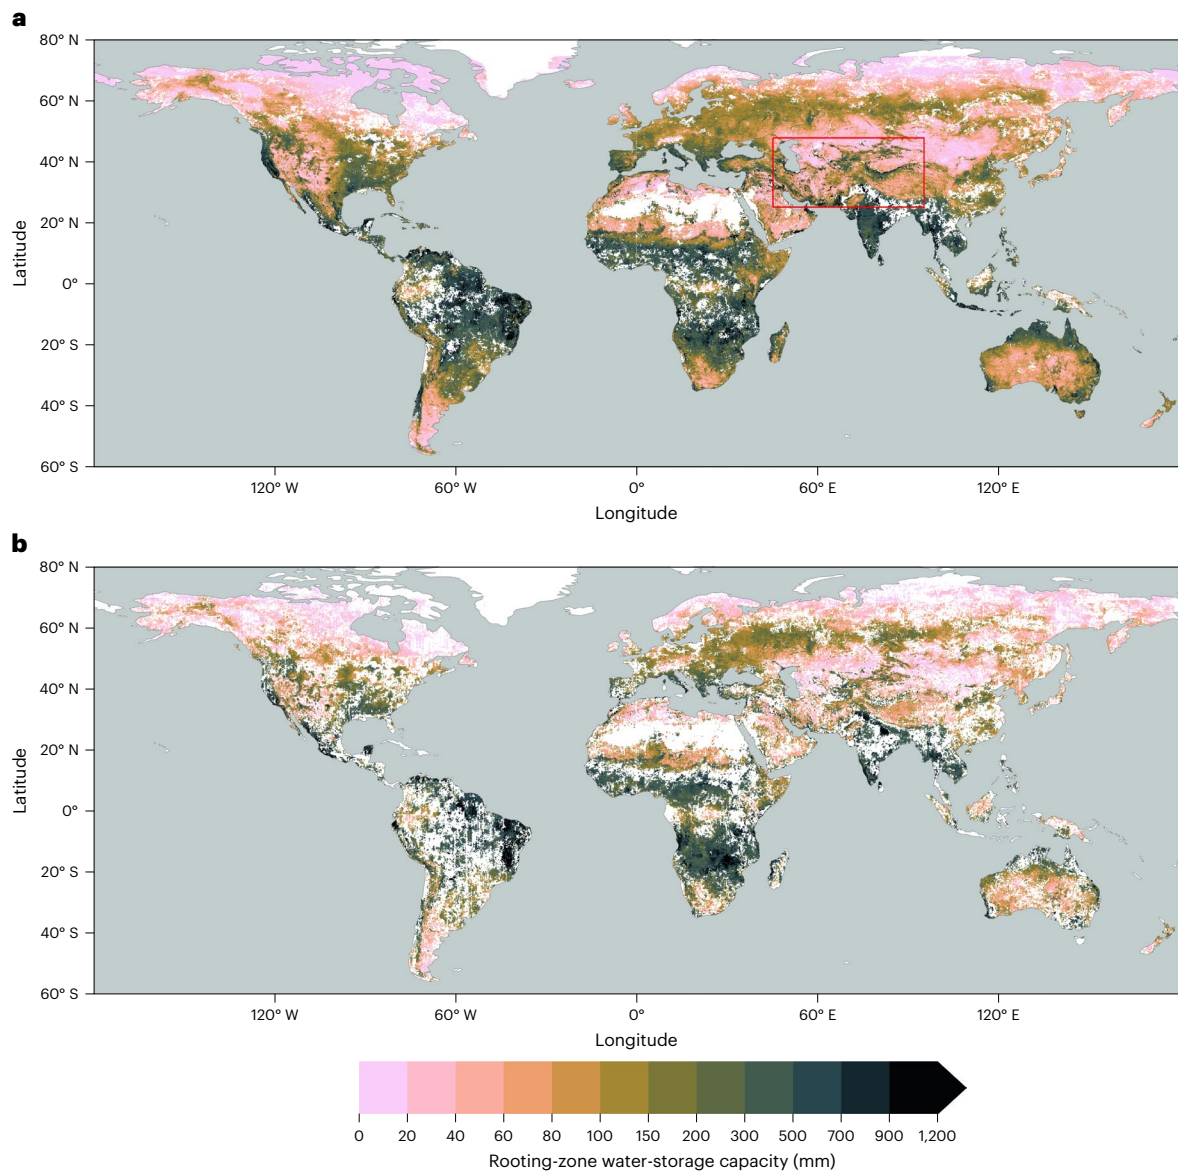 a
80° N
60° N
40° N
20° N
0°
20° S
40° S
60° S
Latitude
120° W 60° W 0° 60° E 120° E
Longitude
b
80° N
60° N
40° N
20° N
0°
20° S
40° S
60° S
Latitude
120° W 60° W 0° 60° E 120° E
Longitude
0 20 40 60 80 100 150 200 300 500 700 900 1,200
Rooting-zone water-storage capacity (mm)